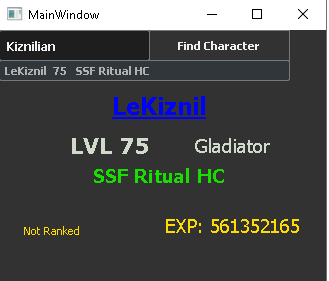 MainWindow
Kiznilian Find Character
LeKiznil 75 SSF Ritual HC
LeKiznil
LVL 75 Gladiator
SSF Ritual HC
Not Ranked EXP: 561352165